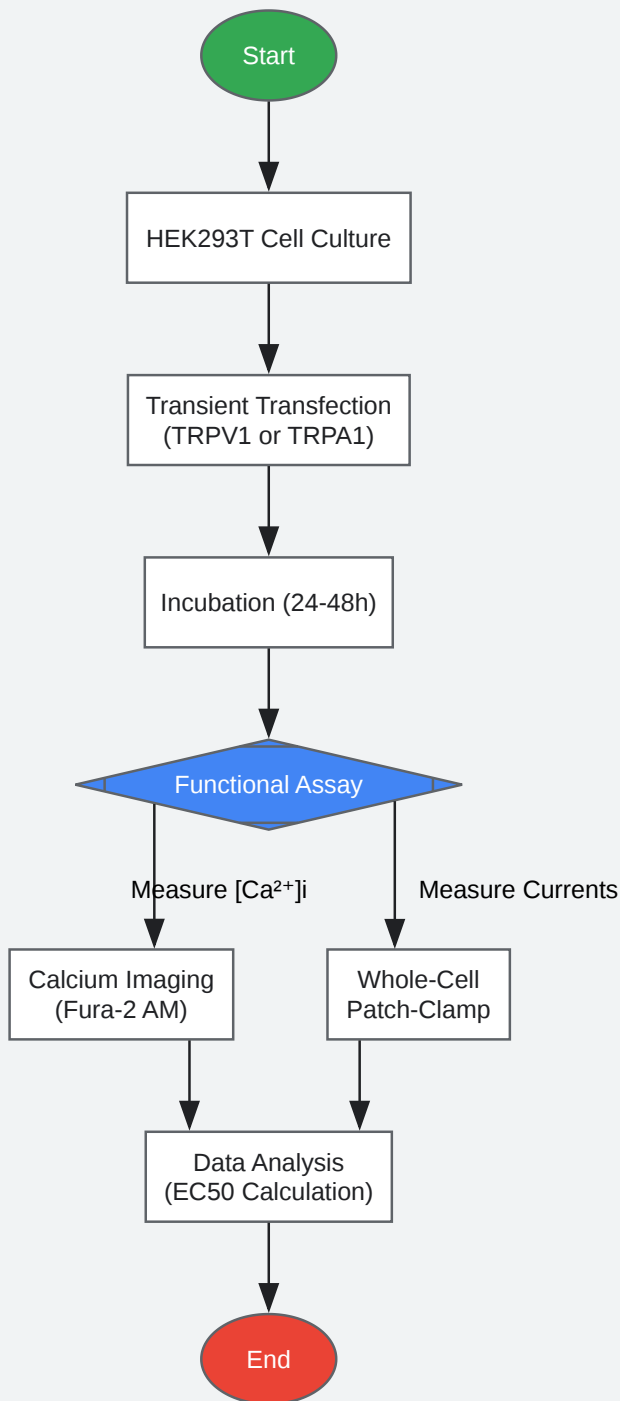 Start
HEK293T Cell Culture
Transient Transfection
(TRPV1 or TRPA1)
Incubation (24-48h)
Functional Assay
Measure [Ca²⁺]i
Measure Currents
Calcium Imaging
(Fura-2 AM)
Whole-Cell
Patch-Clamp
Data Analysis
(EC50 Calculation)
End